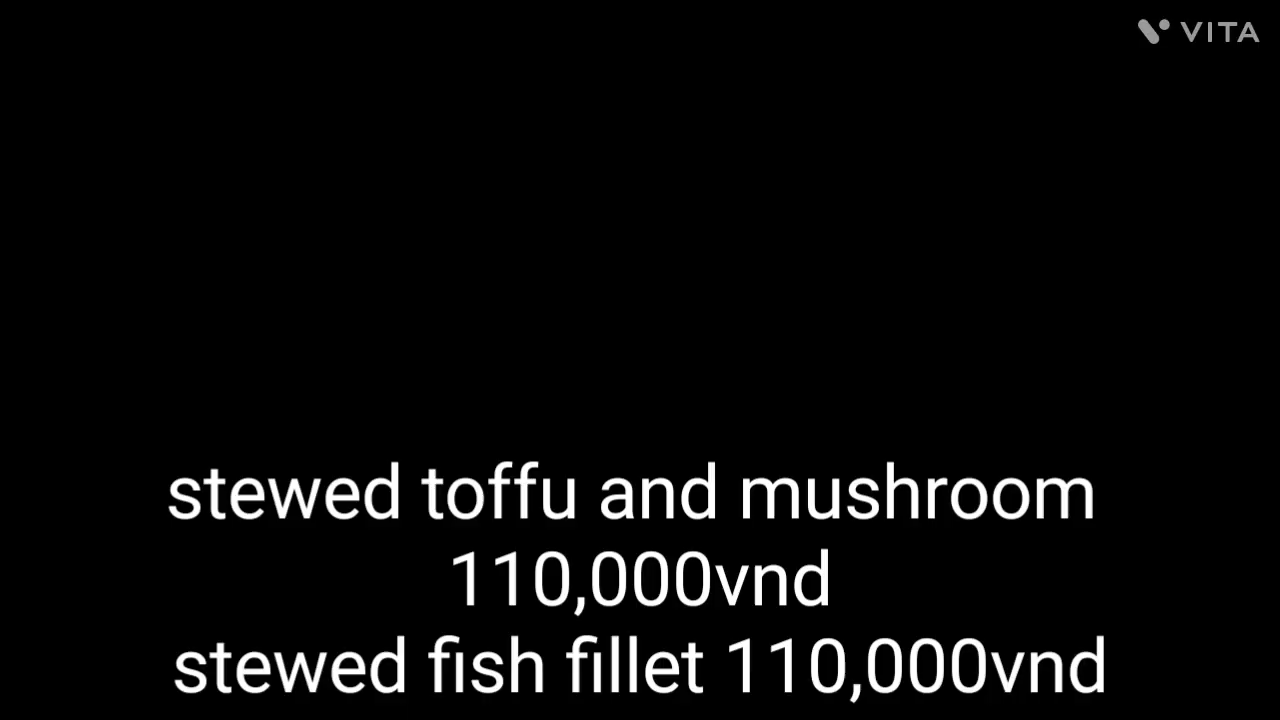 VITA
stewed toffu and mushroom
110,000vnd
stewed fish fillet 110,000vnd